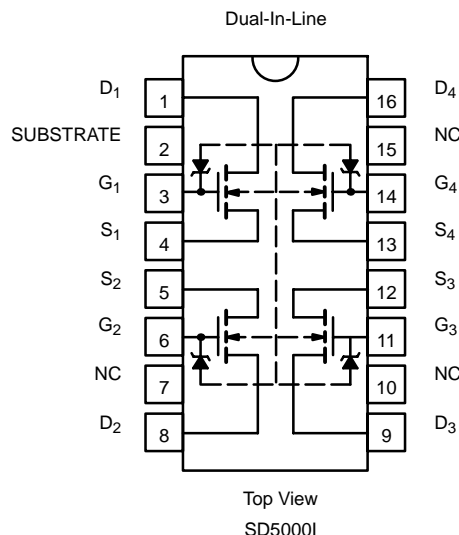 Dual-In-Line
D1 1 16 D4
SUBSTRATE 2 15 NC
G1 3 14 G4
S1 4 13 S4
S2 5 12 S3
G2 6 11 G3
NC 7 10 NC
D2 8 9 D3
Top View
SD5000I